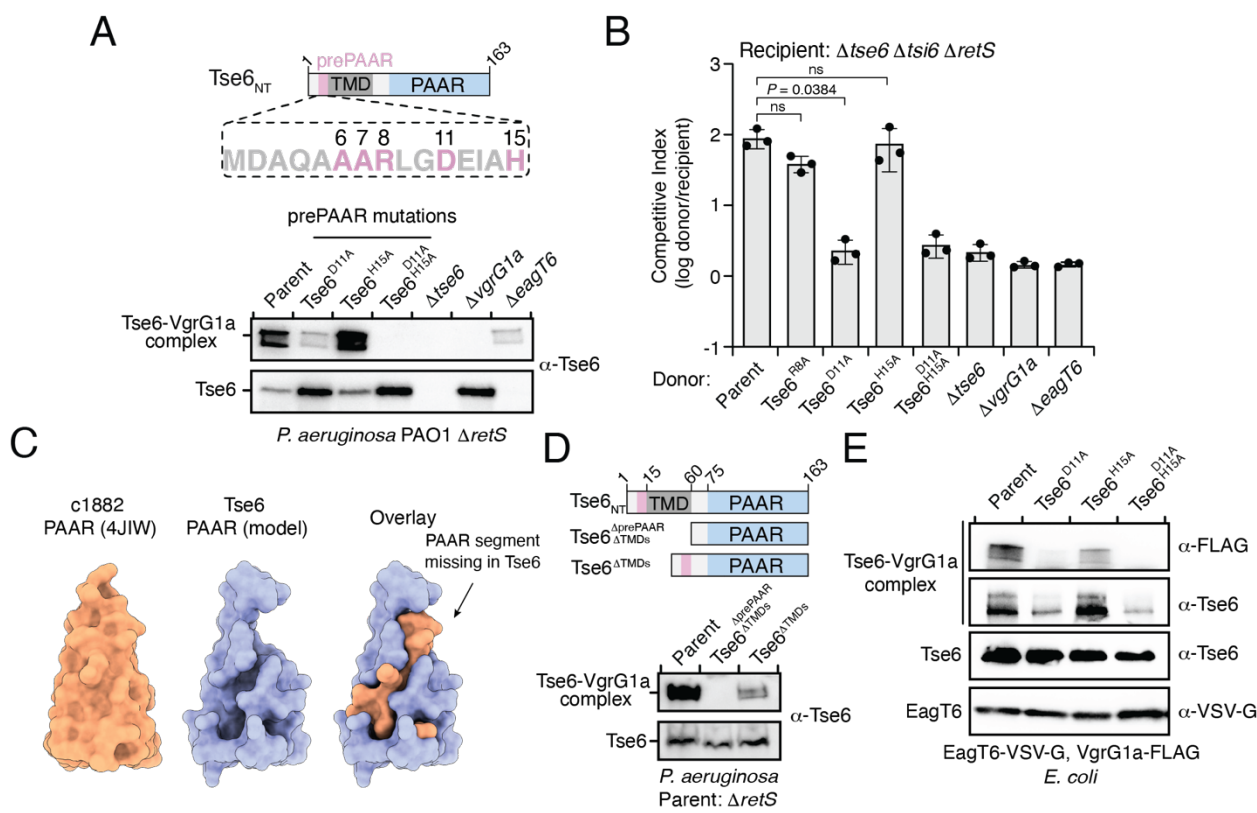 A
1
prePAAR
163
Tse6NT
TMD
PAAR
6 7 8 11 15
MDAQAAARLGDEIAH
prePAAR mutations
Parent
Tse6D11A
Tse6H15A
Tse6D11A H15A
Δtse6
ΔvgrG1a
ΔeagT6
Tse6-VgrG1a
complex
α-Tse6
Tse6
P. aeruginosa PAO1 ΔretS
B
Recipient: Δtse6 Δtsi6 ΔretS
Competitive Index
(log donor/recipient)
3
2
1
0
-1
ns
P = 0.0384
ns
Donor:
Parent
Tse6R8A
Tse6D11A
Tse6H15A
Tse6D11A H15A
Δtse6
ΔvgrG1a
ΔeagT6
C
c1882
PAAR (4JIW)
Tse6
PAAR (model)
Overlay
PAAR segment
missing in Tse6
D
1 15 60 75 163
Tse6NT
TMD
PAAR
Tse6ΔprePAAR ΔTMDs
PAAR
Tse6ΔTMDs
PAAR
Parent
Tse6ΔprePAAR ΔTMDs
Tse6ΔTMDs
Tse6-VgrG1a
complex
α-Tse6
Tse6
P. aeruginosa
Parent: ΔretS
E
Parent
Tse6D11A
Tse6H15A
Tse6D11A H15A
Tse6-VgrG1a
complex
α-FLAG
α-Tse6
Tse6
α-Tse6
EagT6
α-VSV-G
EagT6-VSV-G, VgrG1a-FLAG
E. coli